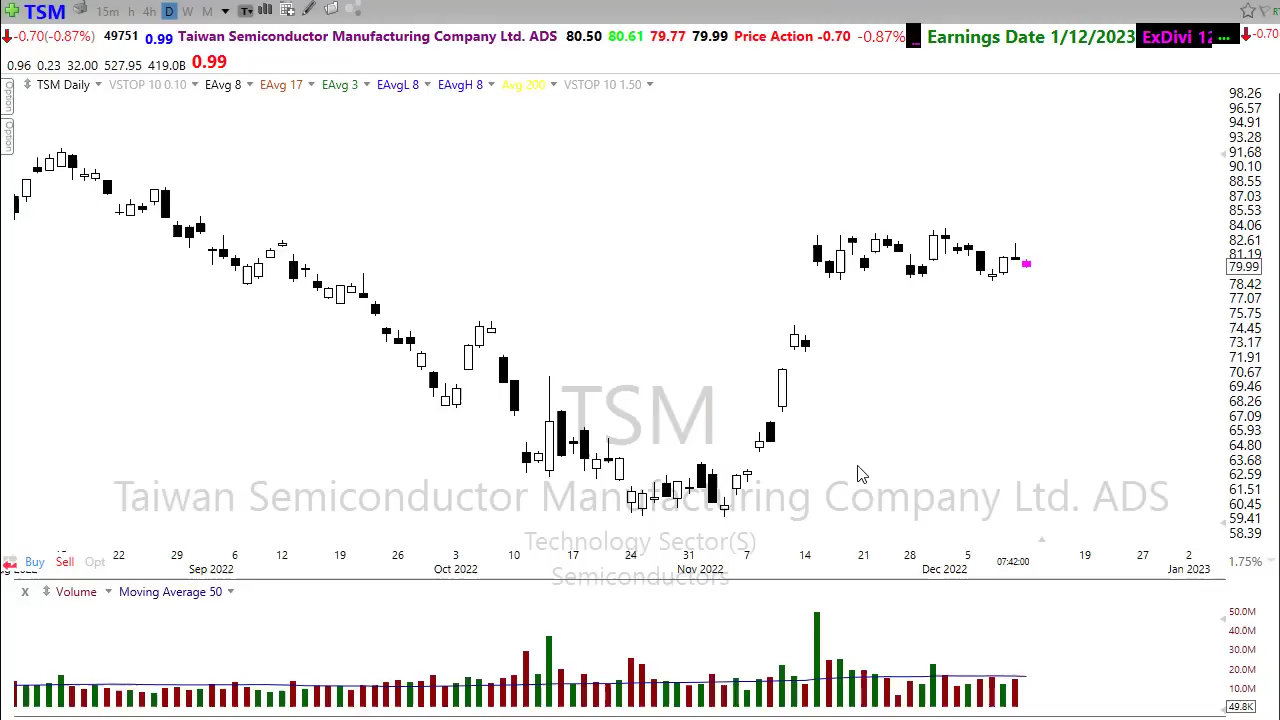 TSM 15m h 4h D W M T
-0.70(-0.87%) 49751 0.99 Taiwan Semiconductor Manufacturing Company Ltd. ADS 80.50 80.61 79.77 79.99 Price Action -0.70 -0.87% Earnings Date 1/12/2023 ExDivi 12 ... -0.70
0.96 0.23 32.00 527.95 419.0B 0.99
TSM Daily VSTOP 10 0.10 EAvg 8 EAvg 17 EAvg 3 EAvgL 8 EAvgH 8 Avg 200 VSTOP 10 1.50
Option
Option
98.26
96.57
94.91
93.28
91.68
90.10
88.55
87.03
85.53
84.06
82.61
81.19
79.99
78.42
77.07
75.75
74.45
73.17
71.91
70.67
69.46
68.26
67.09
65.93
64.80
63.68
62.59
61.51
60.45
59.41
58.39
TSM
Taiwan Semiconductor Manufacturing Company Ltd. ADS
Technology Sector(S)
Semiconductors
22 29 6 12 19 26 3 10 17 24 31 7 14 21 28 5 19 27 2
Buy Sell Opt 07:42:00 1.75%
Sep 2022 Oct 2022 Nov 2022 Dec 2022 Jan 2023
x Volume Moving Average 50
50.0M
40.0M
30.0M
20.0M
10.0M
49.8K